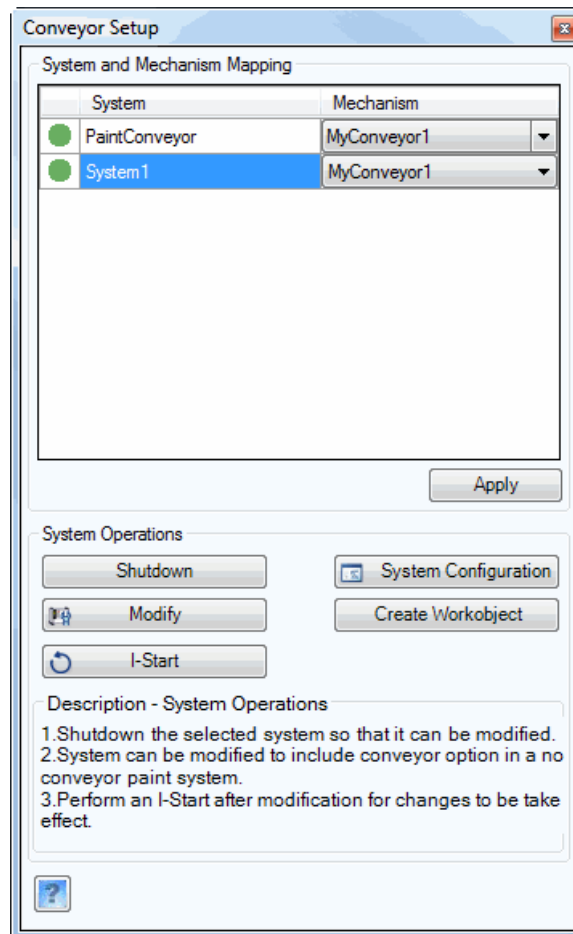 Conveyor Setup
System and Mechanism Mapping
System Mechanism
PaintConveyor MyConveyor1
System1 MyConveyor1
Apply
System Operations
Shutdown System Configuration
Modify Create Workobject
I-Start
Description - System Operations
1.Shutdown the selected system so that it can be modified.
2.System can be modified to include conveyor option in a no
conveyor paint system.
3.Perform an I-Start after modification for changes to be take
effect.
?